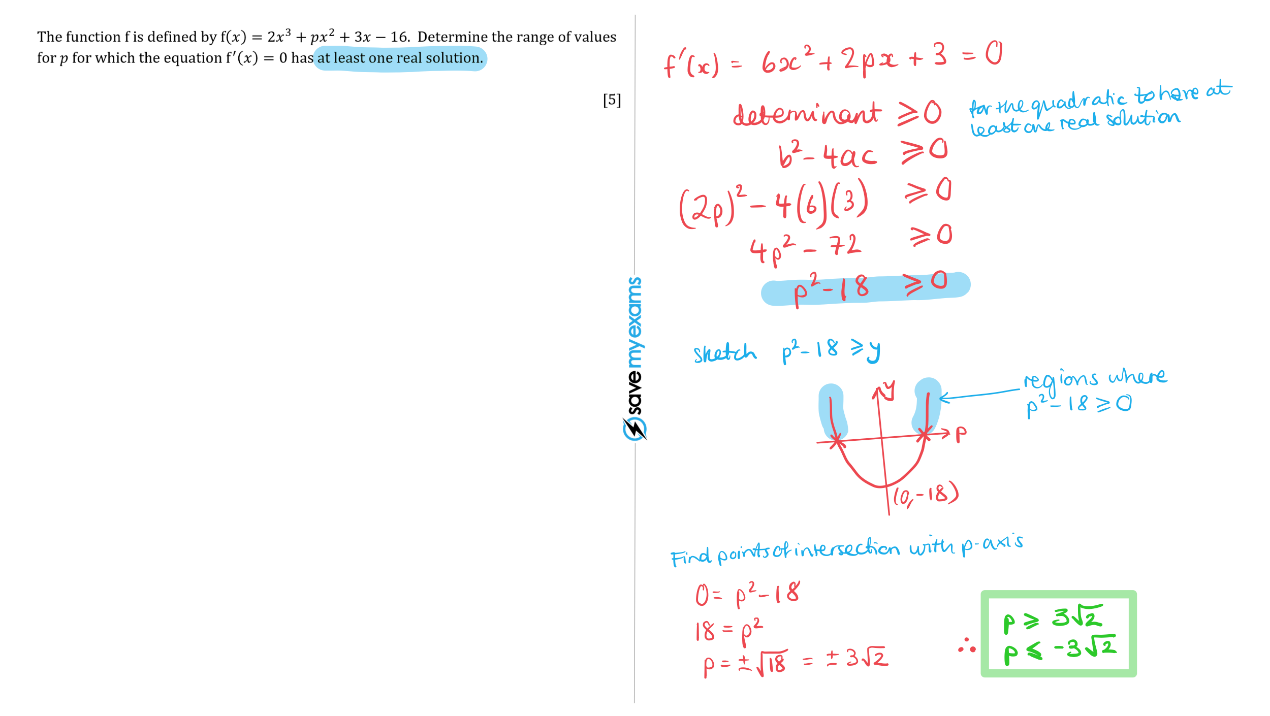 The function f is defined by f(x) = 2x³ + px² + 3x − 16. Determine the range of values
for p for which the equation f′(x) = 0 has at least one real solution.
[5]
save my exams
f'(x) = 6x² + 2px + 3 = 0
deteminant ⩾ 0
for the quadratic to have at
least one real solution
b² - 4ac ⩾ 0
(2p)² - 4(6)(3) ⩾ 0
4p² - 72 ⩾ 0
p² - 18 ⩾ 0
Sketch p² - 18 ⩾ y
y
regions where
p² - 18 ⩾ 0
p
(0, -18)
Find points of intersection with p-axis
0 = p² - 18
18 = p²
p = ±√18 = ±3√2
∴
p ⩾ 3√2
p ⩽ -3√2